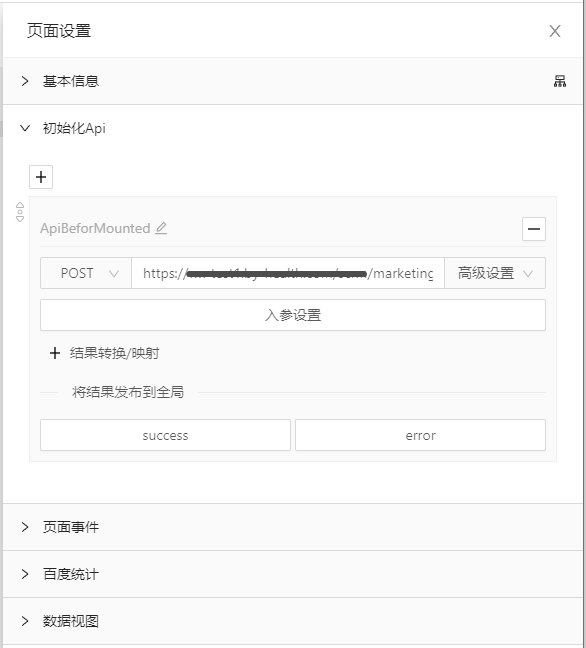 页面设置
基本信息
初始化Api
ApiBeforMounted
POST
https:/
/marketing
高级设置
入参设置
结果转换/映射
将结果发布到全局
success
error
页面事件
百度统计
数据视图